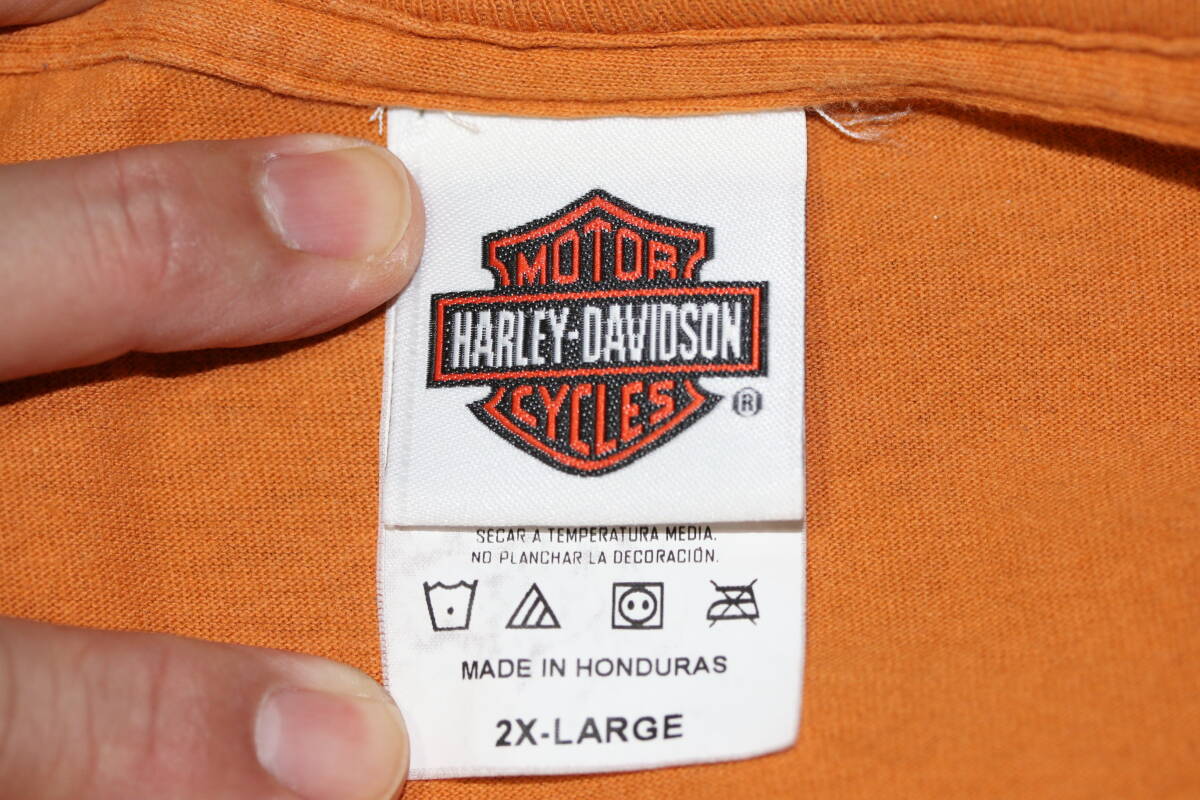 MOTOR
HARLEY-DAVIDSON
CYCLES
®
SECAR A TEMPERATURA MEDIA.
NO PLANCHAR LA DECORACIÓN.
MADE IN HONDURAS
2X-LARGE